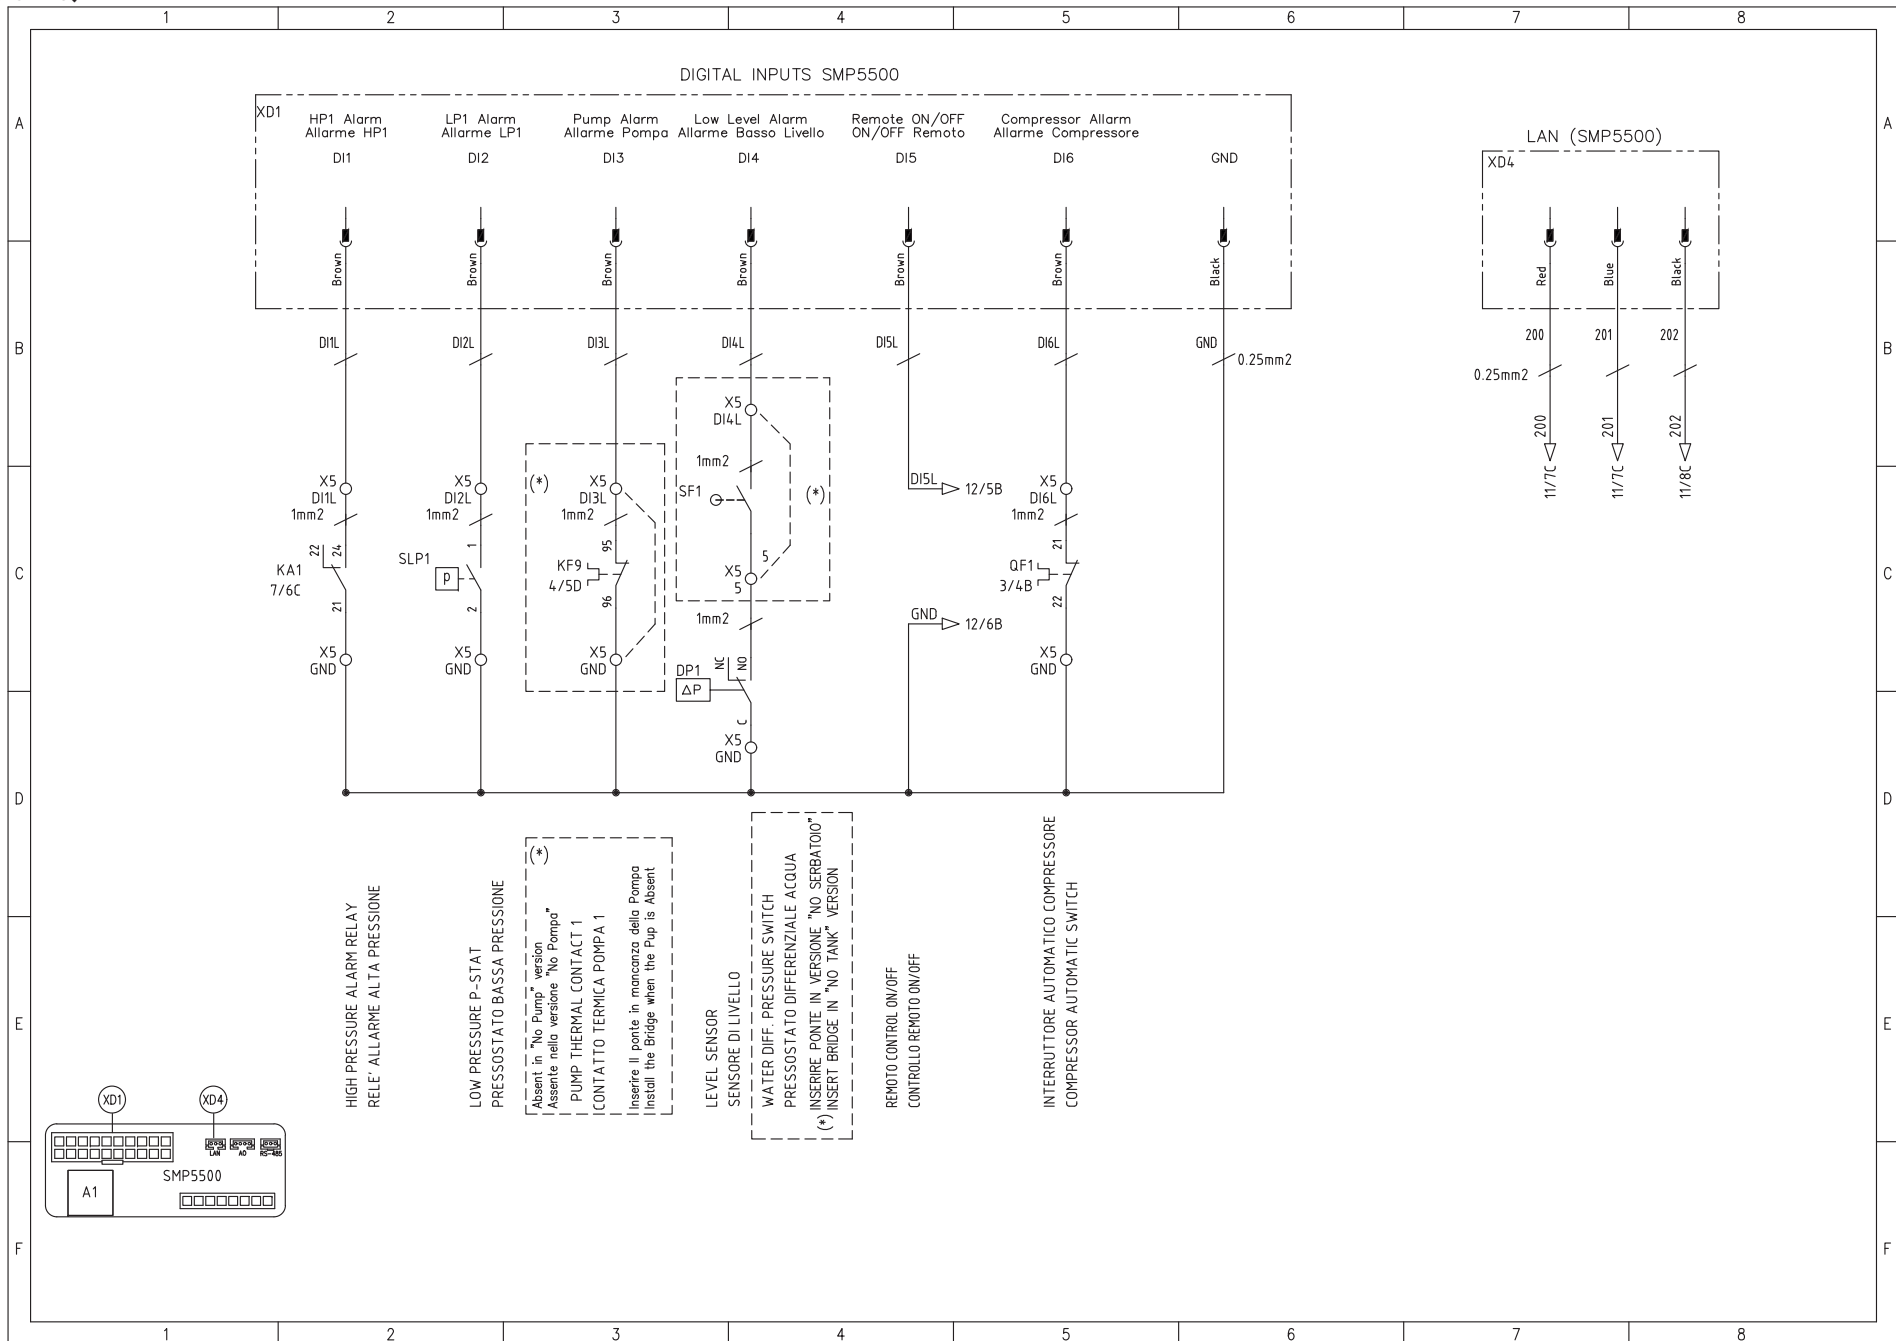 1 2 3 4 5 6 7 8
DIGITAL INPUTS SMP5500
A
XD1
HP1 Alarm
Allarme HP1
DI1
LP1 Alarm
Allarme LP1
DI2
Pump Alarm
Allarme Pompa
DI3
Low Level Alarm
Allarme Basso Livello
DI4
Remote ON/OFF
ON/OFF Remoto
DI5
Compressor Allarm
Allarme Compressore
DI6
GND
LAN (SMP5500)
XD4
A
Brown
Brown
Brown
Brown
Brown
Brown
Black
Red
Blue
Black
B
DI1L
DI2L
DI3L
DI4L
DI5L
DI6L
GND
0.25mm2
200
201
202
0.25mm2
B
200
201
202
11/7C
11/7C
11/8C
X5
DI4L
1mm2
SF1
(*)
5
X5
5
1mm2
X5
DI1L
1mm2
22
24
KA1
7/6C
21
X5
GND
X5
DI2L
1mm2
1
SLP1
P
2
X5
GND
(*)
X5
DI3L
1mm2
95
KF9
4/5D
96
X5
GND
NC
NO
DP1
ΔP
C
X5
GND
DI5L
12/5B
GND
12/6B
X5
DI6L
1mm2
21
QF1
3/4B
22
X5
GND
C
C
D
D
HIGH PRESSURE ALARM RELAY
RELE' ALLARME ALTA PRESSIONE
LOW PRESSURE P-STAT
PRESSOSTATO BASSA PRESSIONE
(*)
Absent in "No Pump" version
Assente nella versione "No Pompa"
PUMP THERMAL CONTACT 1
CONTATTO TERMICA POMPA 1
Inserire Il ponte in mancanza della Pompa
Install the Bridge when the Pup is Absent
LEVEL SENSOR
SENSORE DI LIVELLO
WATER DIFF. PRESSURE SWITCH
PRESSOSTATO DIFFERENZIALE ACQUA
(*) INSERIRE PONTE IN VERSIONE "NO SERBATOIO"
INSERT BRIDGE IN "NO TANK" VERSION
REMOTO CONTROL ON/OFF
CONTROLLO REMOTO ON/OFF
INTERRUTTORE AUTOMATICO COMPRESSORE
COMPRESSOR AUTOMATIC SWITCH
E
E
XD1
XD4
LAN
AO
RS-485
SMP5500
A1
F
F
1 2 3 4 5 6 7 8